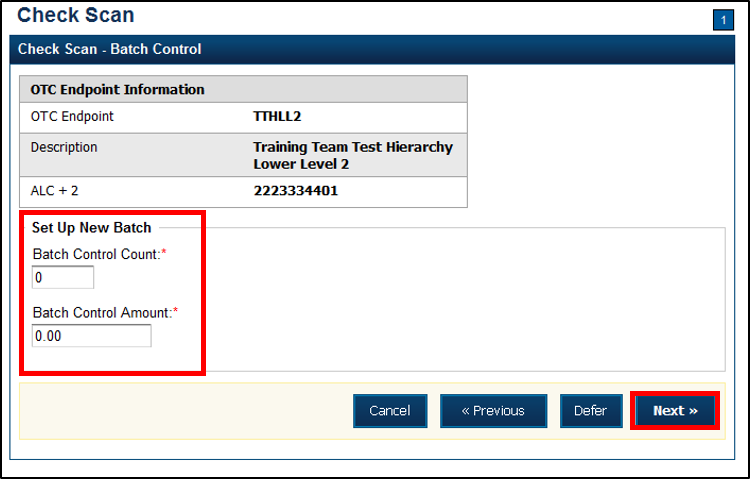 Check Scan
1
Check Scan - Batch Control
OTC Endpoint Information
OTC Endpoint TTHLL2
Description Training Team Test Hierarchy
Lower Level 2
ALC + 2 2223334401
Set Up New Batch
Batch Control Count:*
0
Batch Control Amount:*
0.00
Cancel « Previous Defer Next »